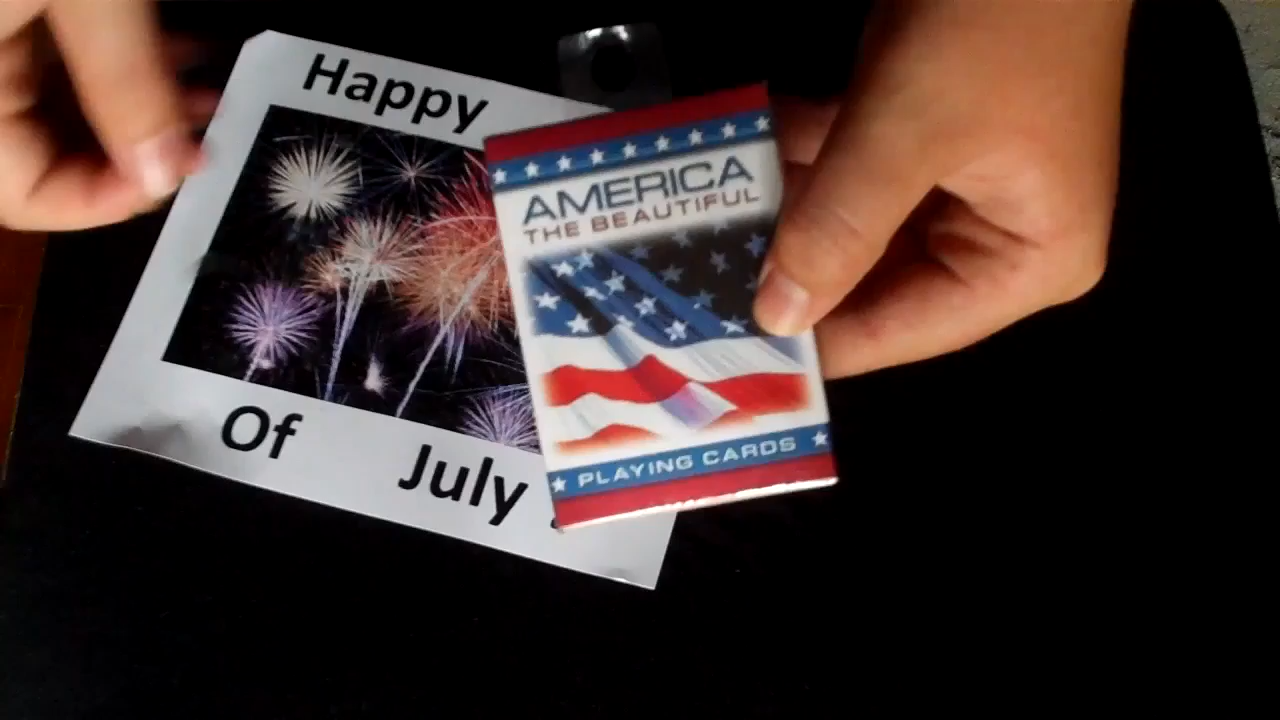 Happy
Of July
AMERICA
THE BEAUTIFUL
PLAYING CARDS